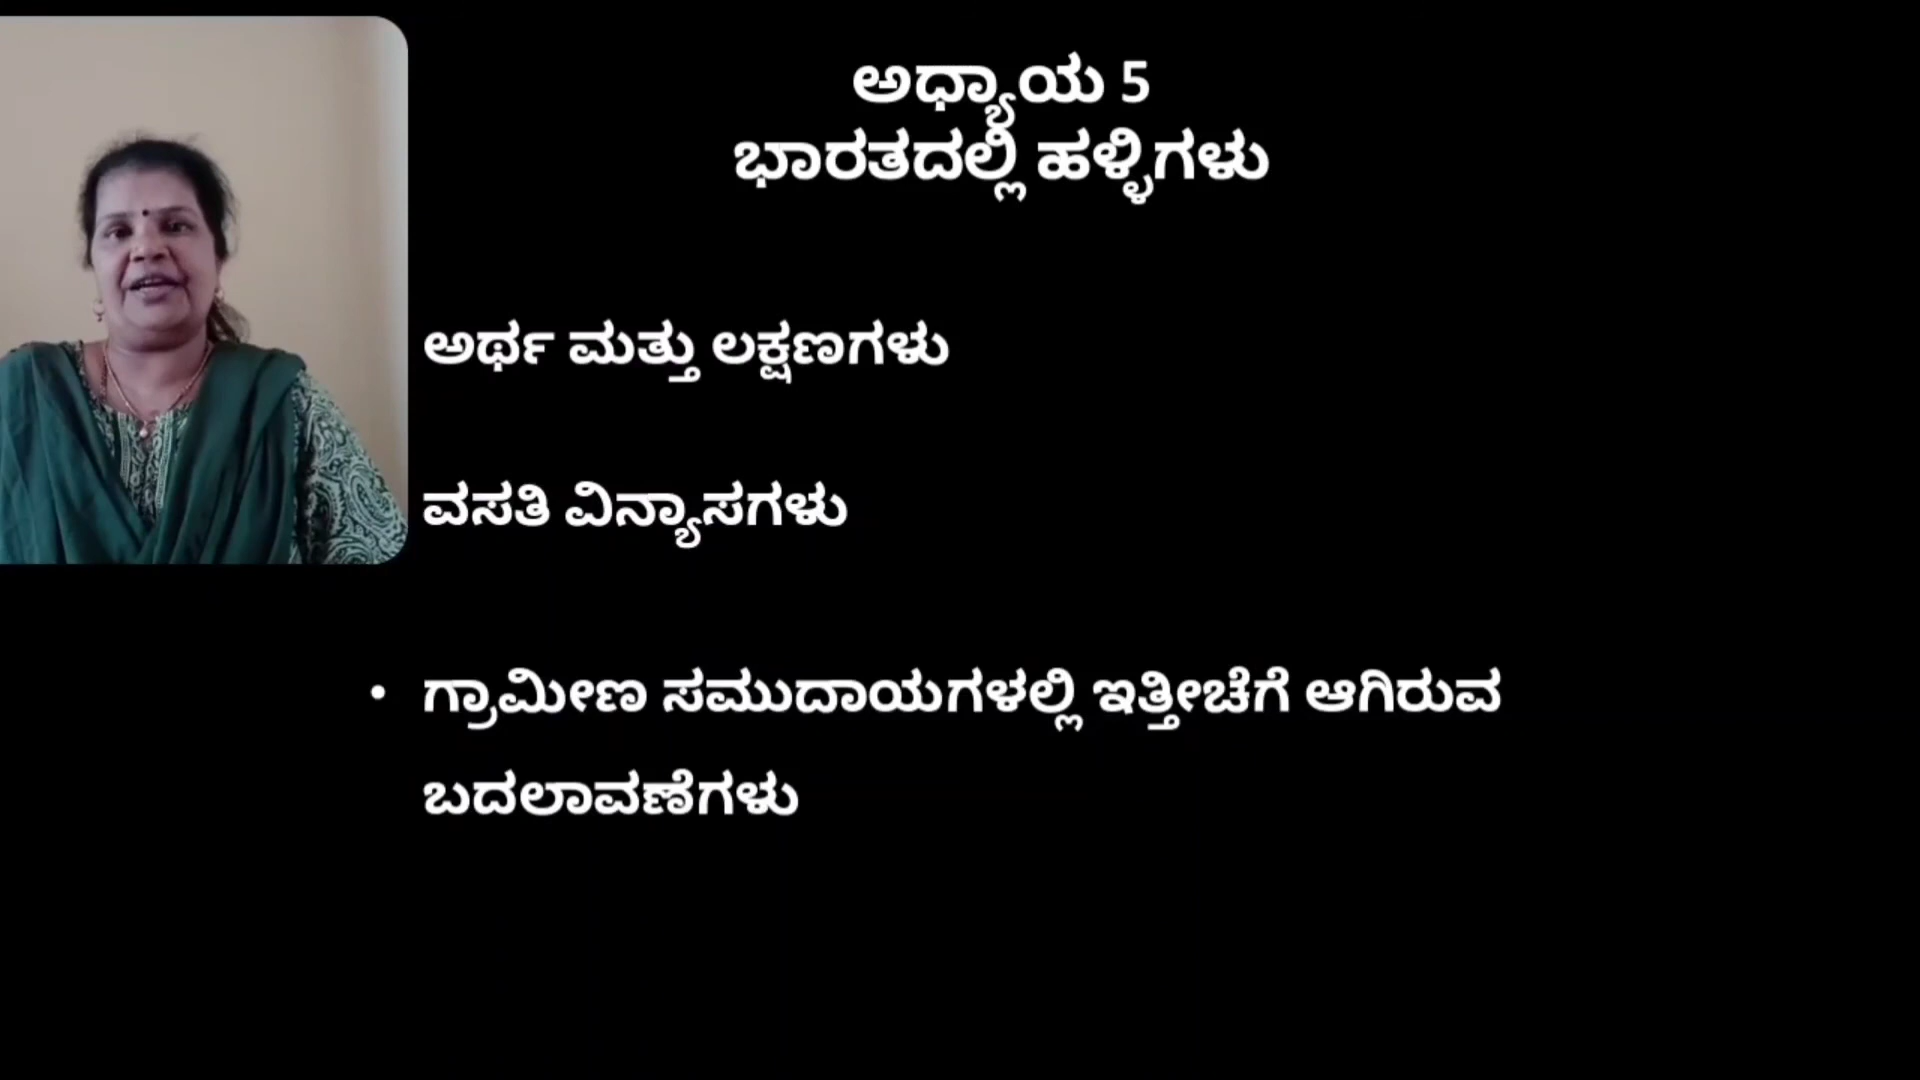 ಅಧ್ಯಾಯ 5
ಭಾರತದಲ್ಲಿ ಹಳ್ಳಿಗಳು
ಅರ್ಥ ಮತ್ತು ಲಕ್ಷಣಗಳು
ವಸತಿ ವಿನ್ಯಾಸಗಳು
• ಗ್ರಾಮೀಣ ಸಮುದಾಯಗಳಲ್ಲಿ ಇತ್ತೀಚೆಗೆ ಆಗಿರುವ
ಬದಲಾವಣೆಗಳು